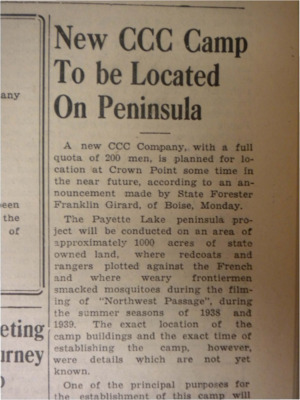 New CCC Camp
To be Located
On Peninsula
A new CCC Company, with a full
quota of 200 men, is planned for lo-
cation at Crown Point some time in
the near future, according to an an-
nouncement made by State Forester
Franklin Girard, of Boise, Monday.
The Payette Lake peninsula pro-
ject will be conducted on an area of
approximately 1000 acres of state
owned land, where redcoats and
rangers plotted against the French
and where weary frontiermen
smacked mosquitoes during the film-
ing of "Northwest Passage", during
the summer seasons of 1938 and
1939. The exact location of the
camp buildings and the exact time of
establishing the camp, however,
were details which are not yet
known.
One of the principal purposes for
the establishment of this camp will
any
een
the
of
eting
urney